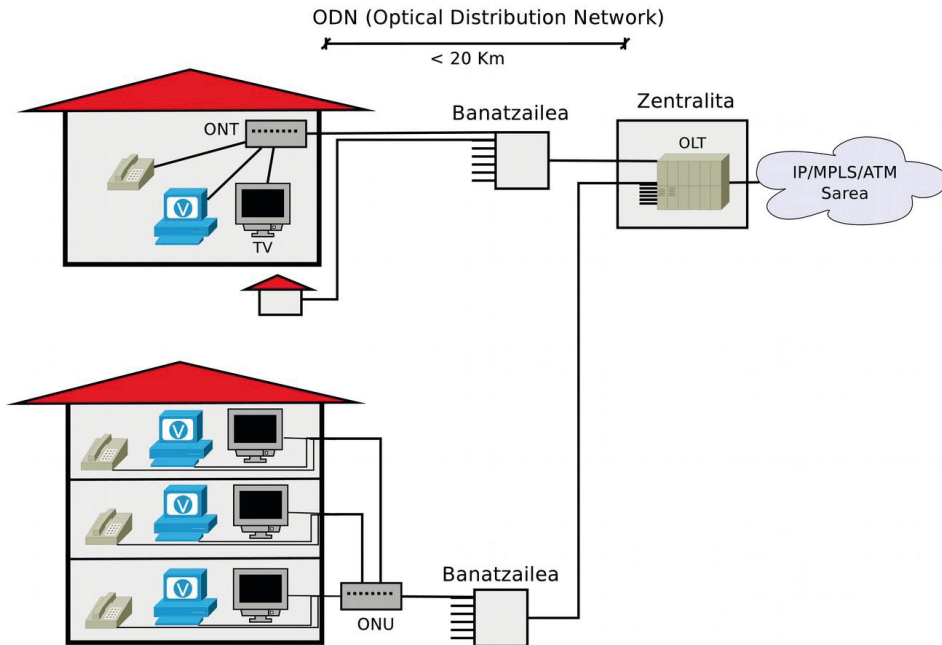 ODN (Optical Distribution Network)
< 20 Km
Banatzailea
Zentralita
ONT
OLT
IP/MPLS/ATM
Sarea
V
TV
V
V
V
Banatzailea
ONU